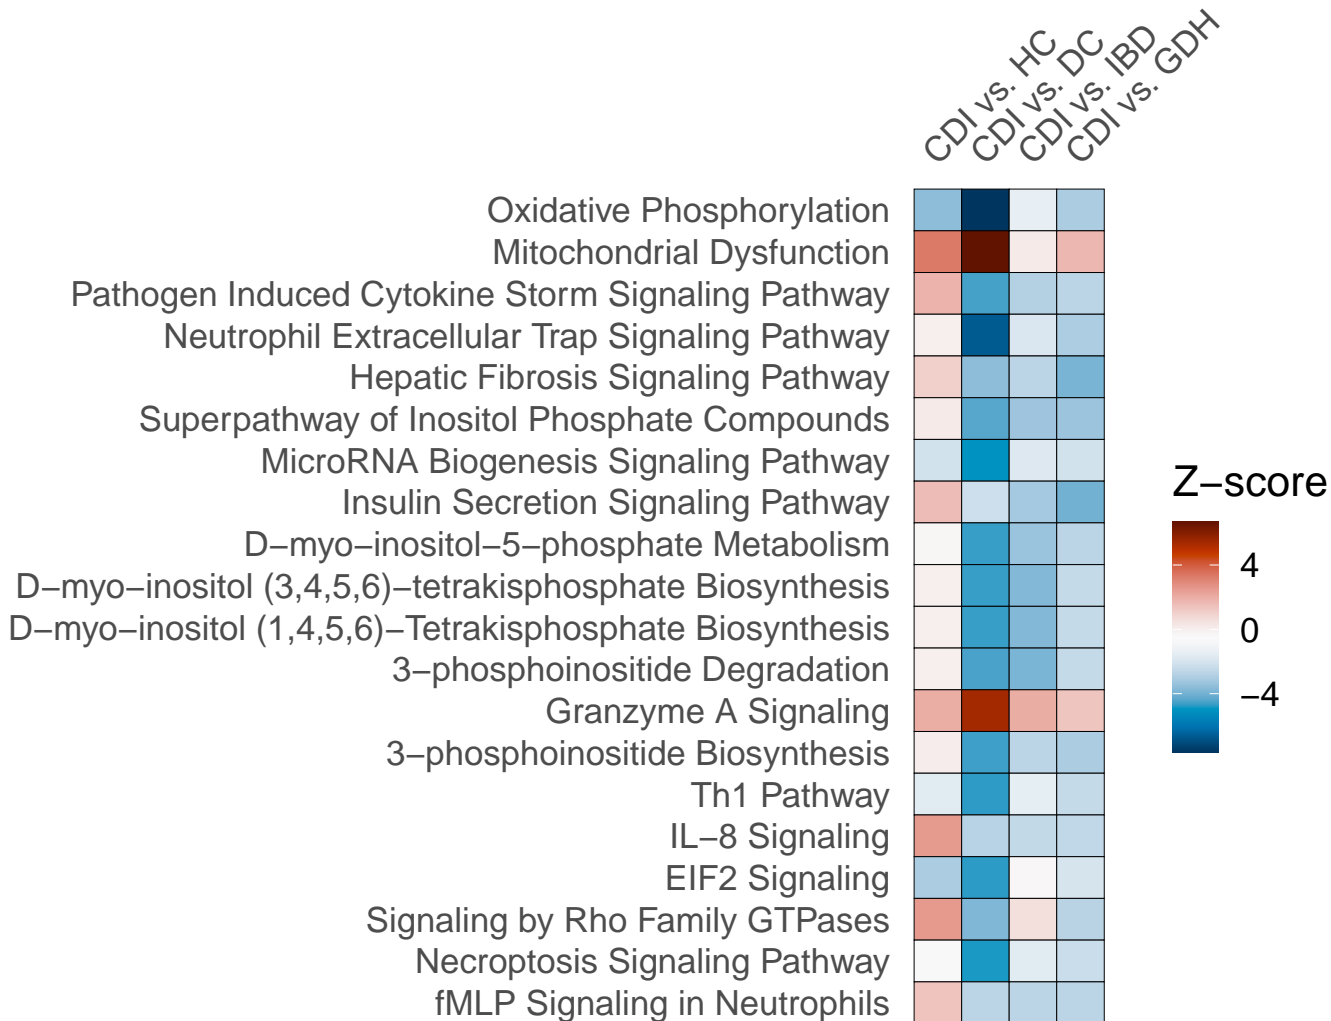 CDI vs. HC
CDI vs. DC
CDI vs. IBD
CDI vs. GDH
Oxidative Phosphorylation
Mitochondrial Dysfunction
Pathogen Induced Cytokine Storm Signaling Pathway
Neutrophil Extracellular Trap Signaling Pathway
Hepatic Fibrosis Signaling Pathway
Superpathway of Inositol Phosphate Compounds
MicroRNA Biogenesis Signaling Pathway
Insulin Secretion Signaling Pathway
D−myo−inositol−5−phosphate Metabolism
D−myo−inositol (3,4,5,6)−tetrakisphosphate Biosynthesis
D−myo−inositol (1,4,5,6)−Tetrakisphosphate Biosynthesis
3−phosphoinositide Degradation
Granzyme A Signaling
3−phosphoinositide Biosynthesis
Th1 Pathway
IL−8 Signaling
EIF2 Signaling
Signaling by Rho Family GTPases
Necroptosis Signaling Pathway
fMLP Signaling in Neutrophils
Z−score
4
0
−4